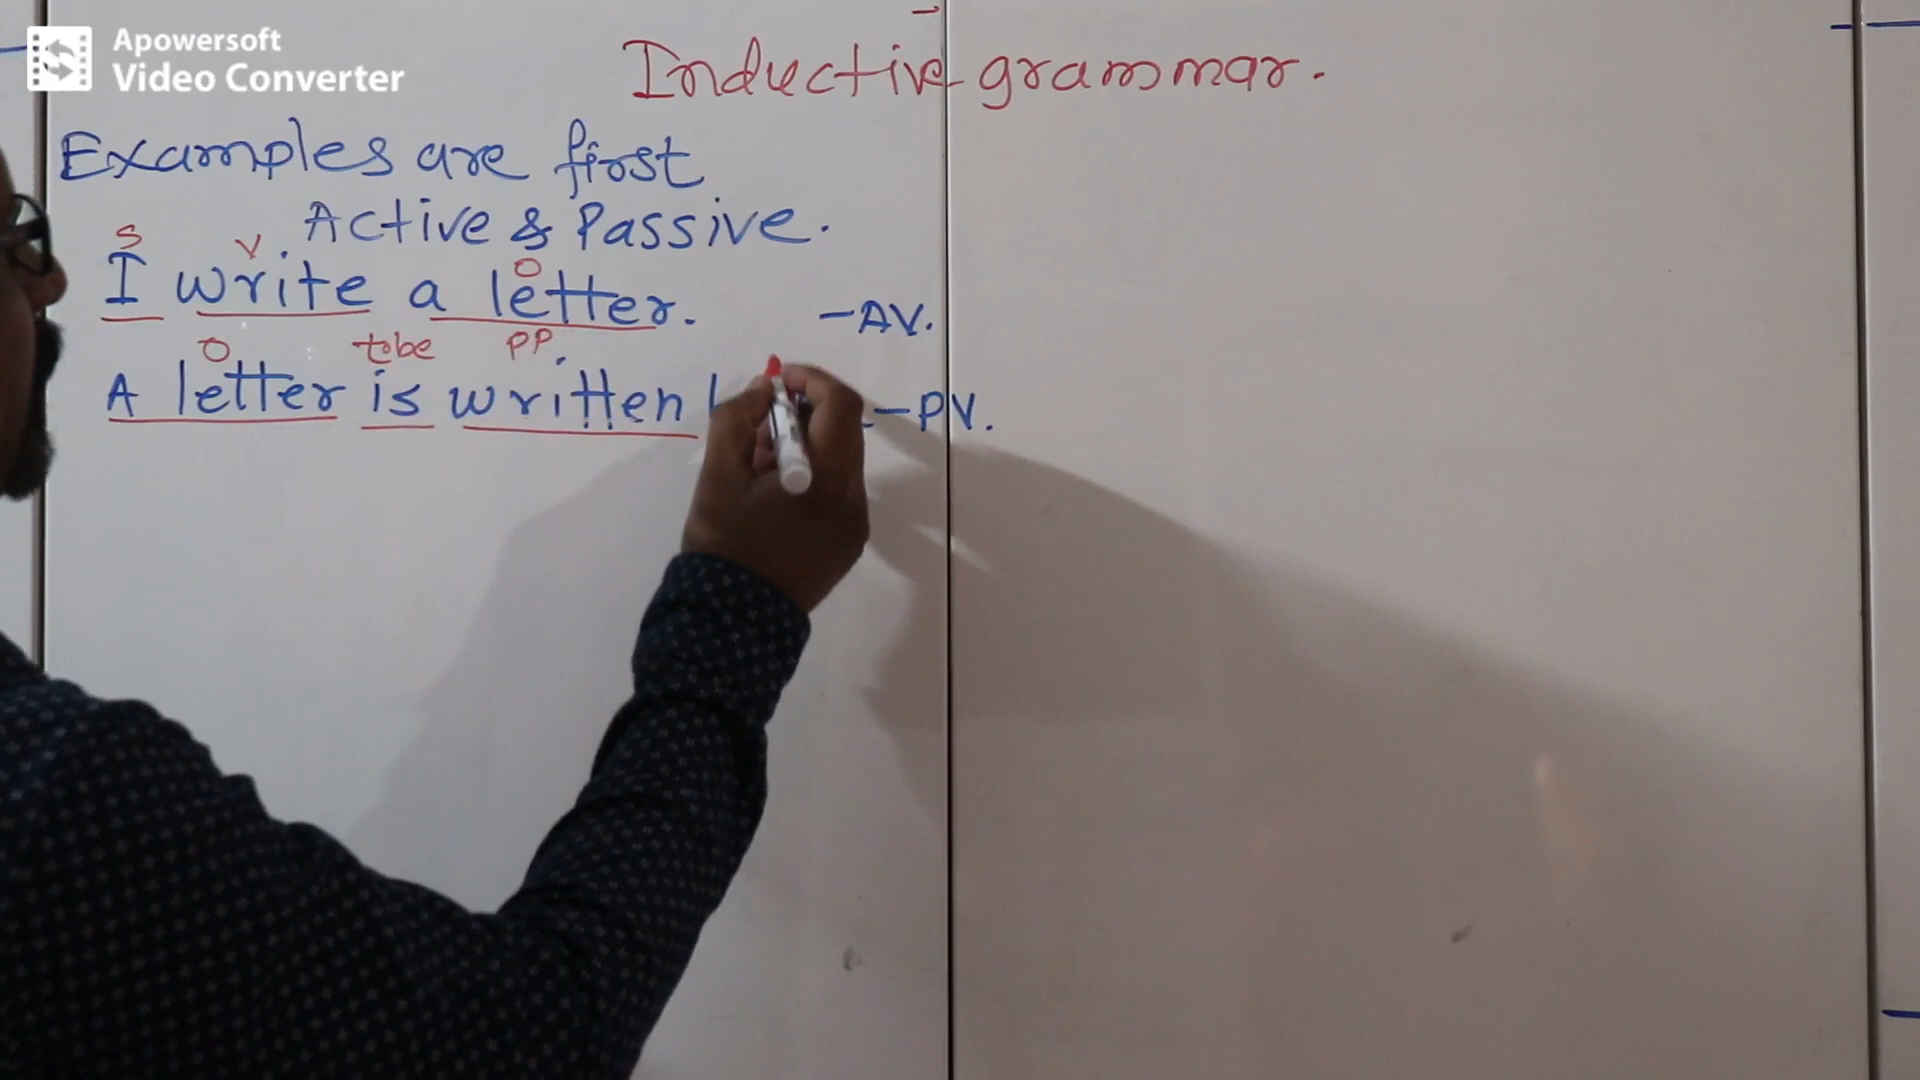 Apowersoft
Video Converter
Inductive grammar.
Examples are first
Active & Passive.
S V O
I write a letter. -AV.
O tobe PP.
A letter is written -PV.